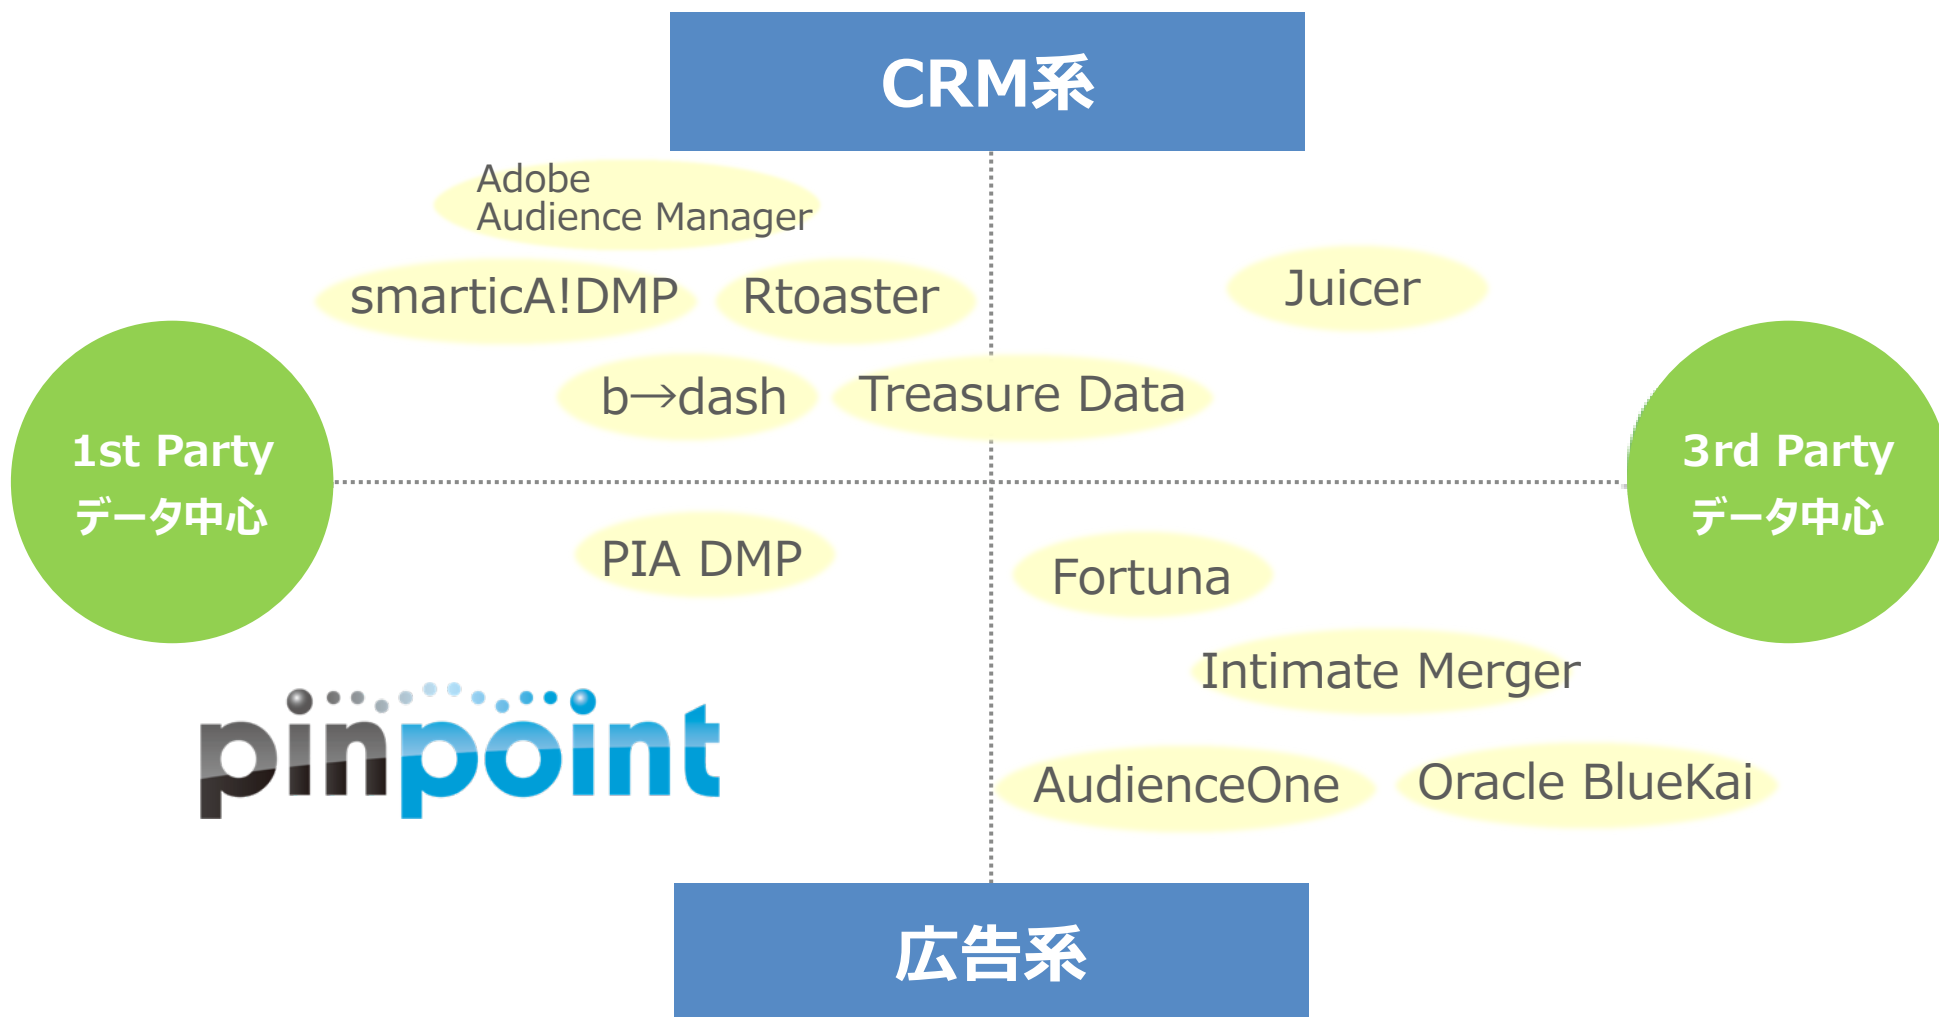 CRM系
Adobe
Audience Manager
smarticA!DMP
Rtoaster
Juicer
b→dash
Treasure Data
1st Party
データ中心
3rd Party
データ中心
PIA DMP
Fortuna
Intimate Merger
pinpoint
AudienceOne
Oracle BlueKai
広告系